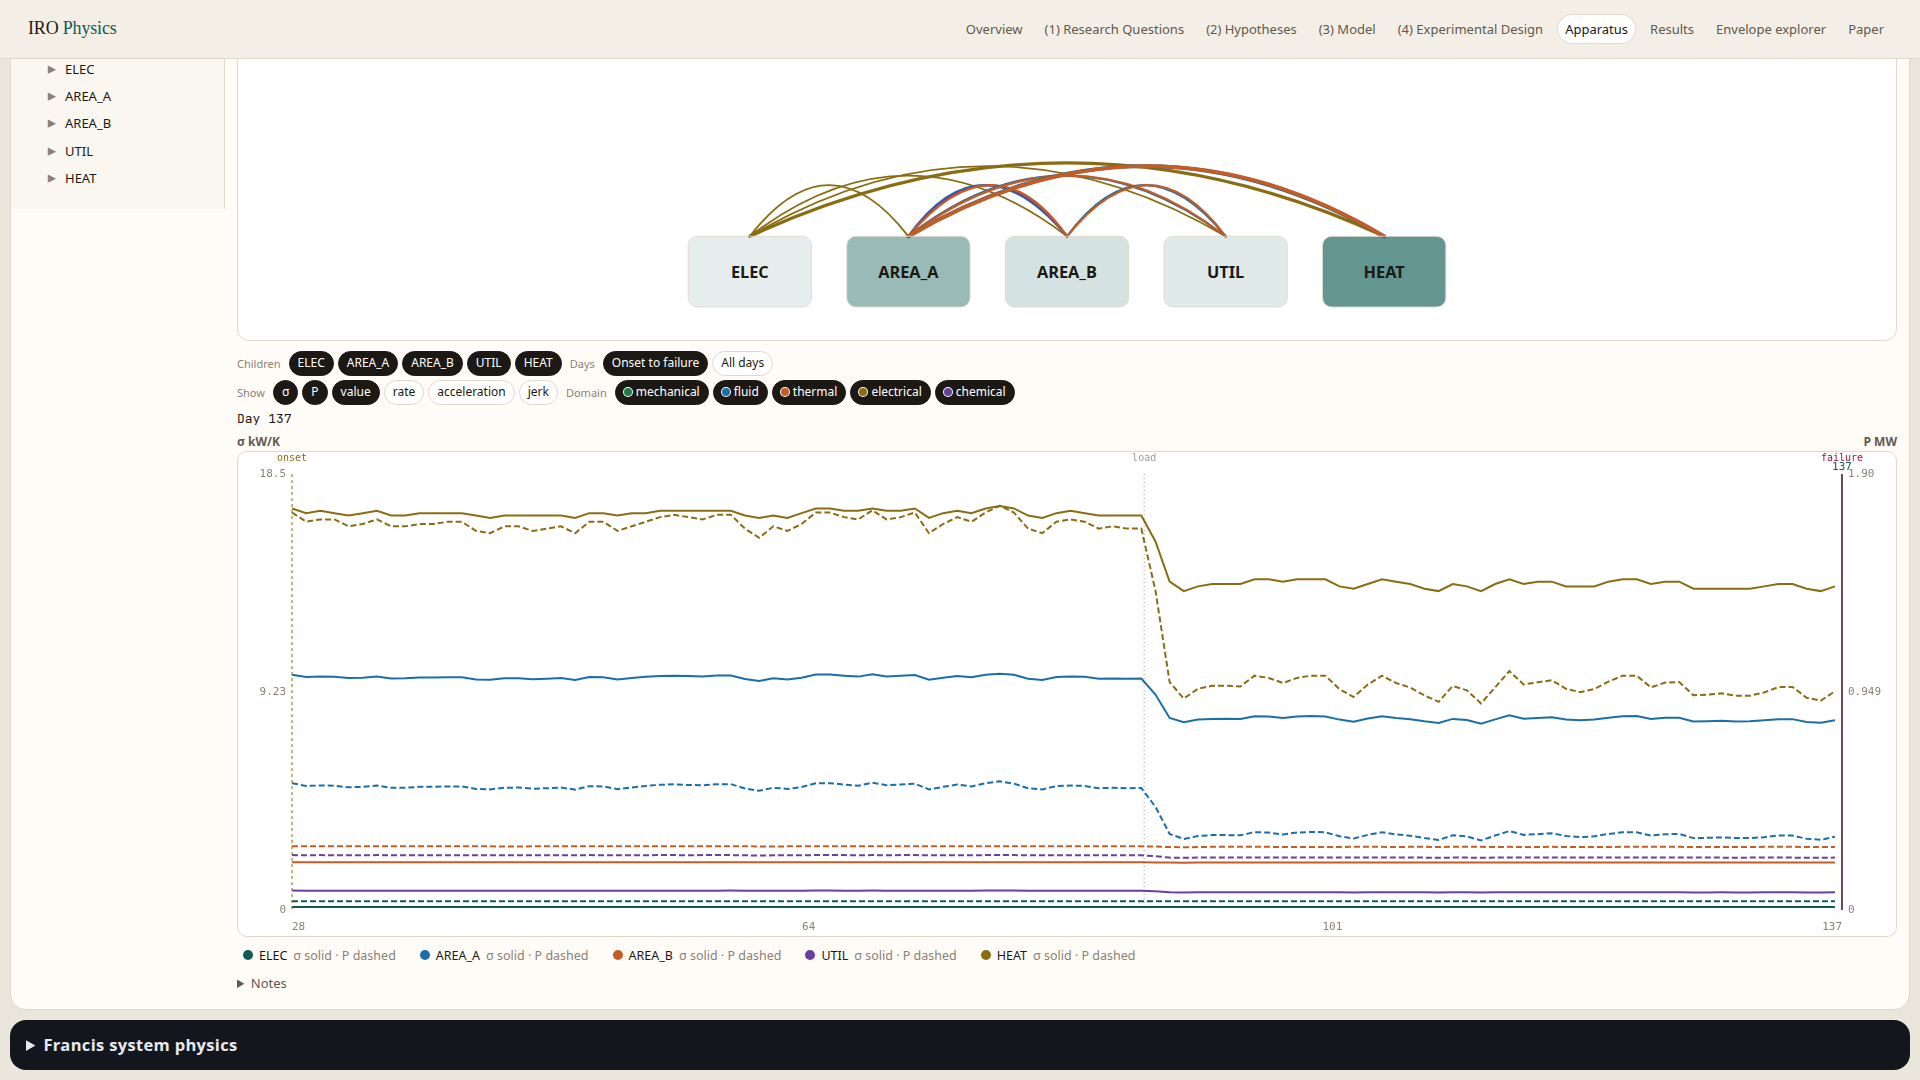 IRO Physics
Overview (1) Research Questions (2) Hypotheses (3) Model (4) Experimental Design Apparatus Results Envelope explorer Paper
ELEC
AREA_A
AREA_B
UTIL
HEAT
ELEC AREA_A AREA_B UTIL HEAT
Children ELEC AREA_A AREA_B UTIL HEAT Days Onset to failure All days
Show σ P value rate acceleration jerk Domain mechanical fluid thermal electrical chemical
Day 137
σ kW/K P MW
onset load failure
137
18.5 1.90
9.23 0.949
0 0
28 64 101 137
ELEC σ solid · P dashed AREA_A σ solid · P dashed AREA_B σ solid · P dashed UTIL σ solid · P dashed HEAT σ solid · P dashed
Notes
Francis system physics